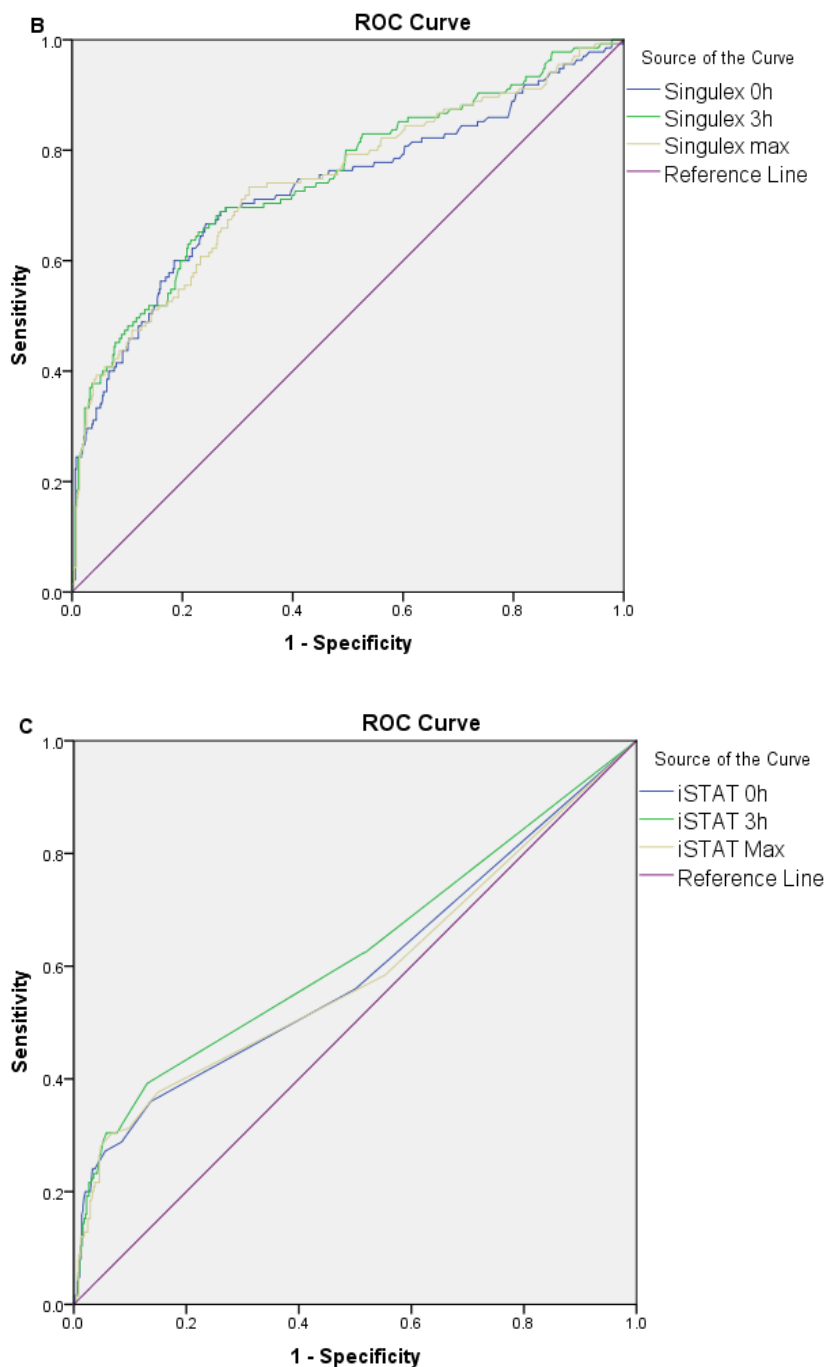 B
ROC Curve
Source of the Curve
Singulex 0h
Singulex 3h
Singulex max
Reference Line
1.0
0.8
0.6
0.4
0.2
0.0
Sensitivity
0.0 0.2 0.4 0.6 0.8 1.0
1 - Specificity
C
ROC Curve
Source of the Curve
iSTAT 0h
iSTAT 3h
iSTAT Max
Reference Line
1.0
0.8
0.6
0.4
0.2
0.0
Sensitivity
0.0 0.2 0.4 0.6 0.8 1.0
1 - Specificity